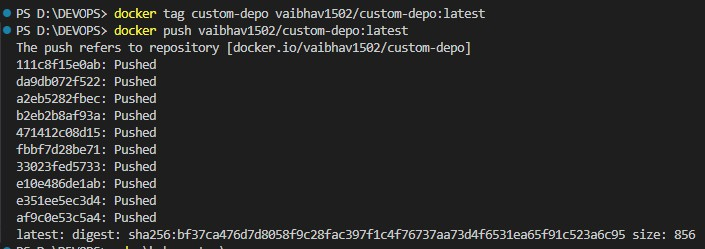 PS D:\DEVOPS> docker tag custom-depo vaibhav1502/custom-depo:latest
PS D:\DEVOPS> docker push vaibhav1502/custom-depo:latest
The push refers to repository [docker.io/vaibhav1502/custom-depo]
111c8f15e0ab: Pushed
da9db072f522: Pushed
a2eb5282fbec: Pushed
b2eb2b8af93a: Pushed
471412c08d15: Pushed
fbbf7d28be71: Pushed
33023fed5733: Pushed
e10e486de1ab: Pushed
e351ee5ec3d4: Pushed
af9c0e53c5a4: Pushed
latest: digest: sha256:bf37ca476d7d8058f9c28fac397f1c4f76737aa73d4f6531ea65f91c523a6c95 size: 856
PS D:\DEVOPS>